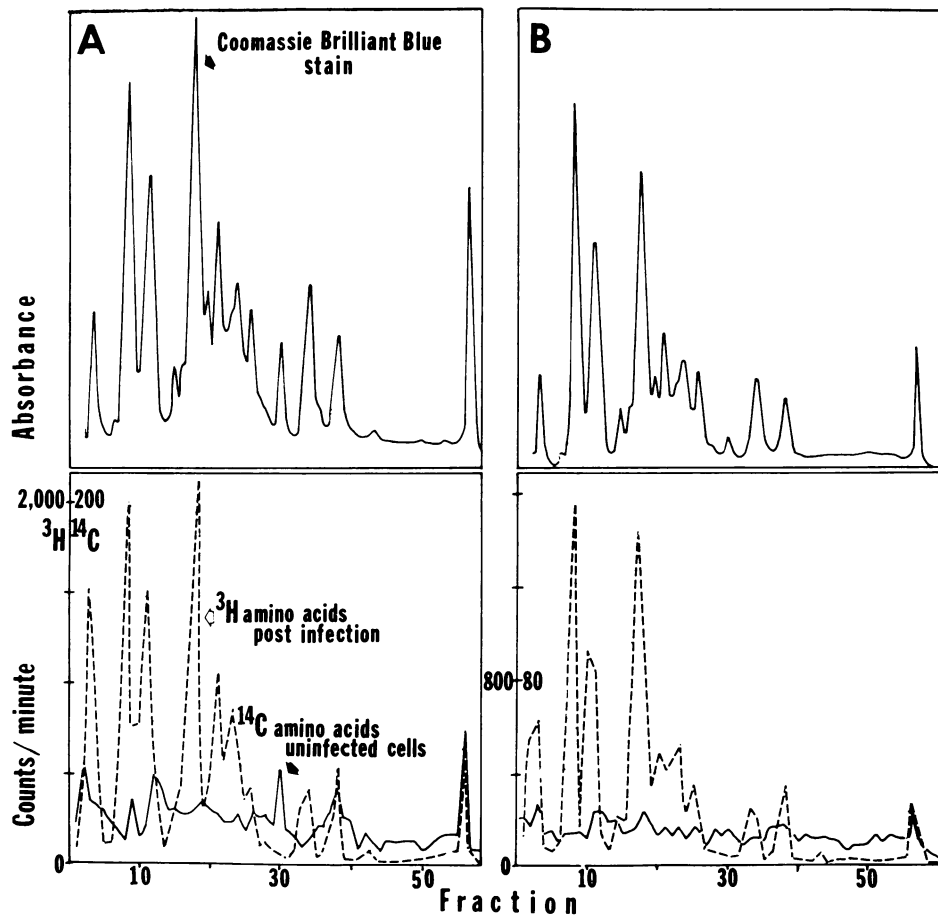 A
Coomassie Brilliant Blue
stain
B
Absorbance
2,000 200
³H ¹⁴C
³H amino acids
post infection
¹⁴C amino acids
uninfected cells
800 80
Counts/minute
0
10
30
50
0
10
30
50
Fraction